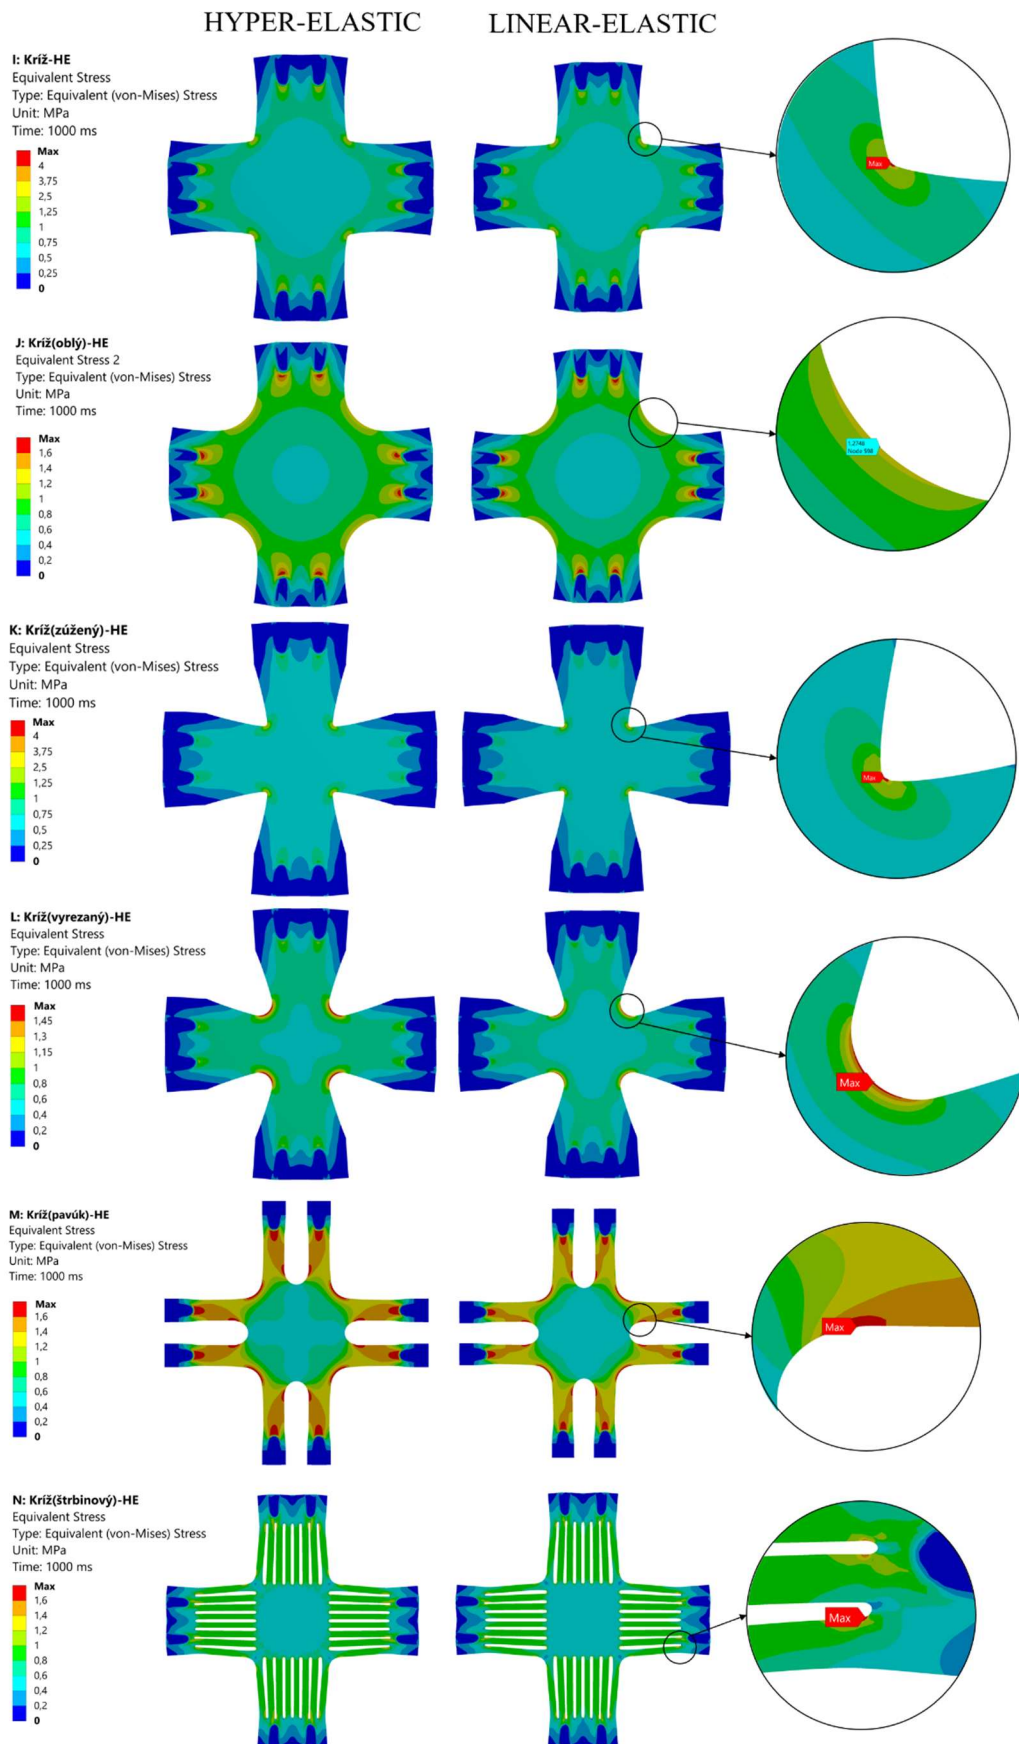 HYPER-ELASTIC
LINEAR-ELASTIC
I: Kríž-HE
Equivalent Stress
Type: Equivalent (von-Mises) Stress
Unit: MPa
Time: 1000 ms
Max
4
3,75
2,5
1,25
1
0,75
0,5
0,25
0
Max
J: Kríž(oblý)-HE
Equivalent Stress 2
Type: Equivalent (von-Mises) Stress
Unit: MPa
Time: 1000 ms
Max
1,6
1,4
1,2
1
0,8
0,6
0,4
0,2
0
1,2748
K: Kríž(zúžený)-HE
Equivalent Stress
Type: Equivalent (von-Mises) Stress
Unit: MPa
Time: 1000 ms
Max
4
3,75
2,5
1,25
1
0,75
0,5
0,25
0
Max
L: Kríž(vyrezaný)-HE
Equivalent Stress
Type: Equivalent (von-Mises) Stress
Unit: MPa
Time: 1000 ms
Max
1,45
1,3
1,15
1
0,8
0,6
0,4
0,2
0
Max
M: Kríž(pavúk)-HE
Equivalent Stress
Type: Equivalent (von-Mises) Stress
Unit: MPa
Time: 1000 ms
Max
1,6
1,4
1,2
1
0,8
0,6
0,4
0,2
0
Max
N: Kríž(štrbinový)-HE
Equivalent Stress
Type: Equivalent (von-Mises) Stress
Unit: MPa
Time: 1000 ms
Max
1,6
1,4
1,2
1
0,8
0,6
0,4
0,2
0
Max